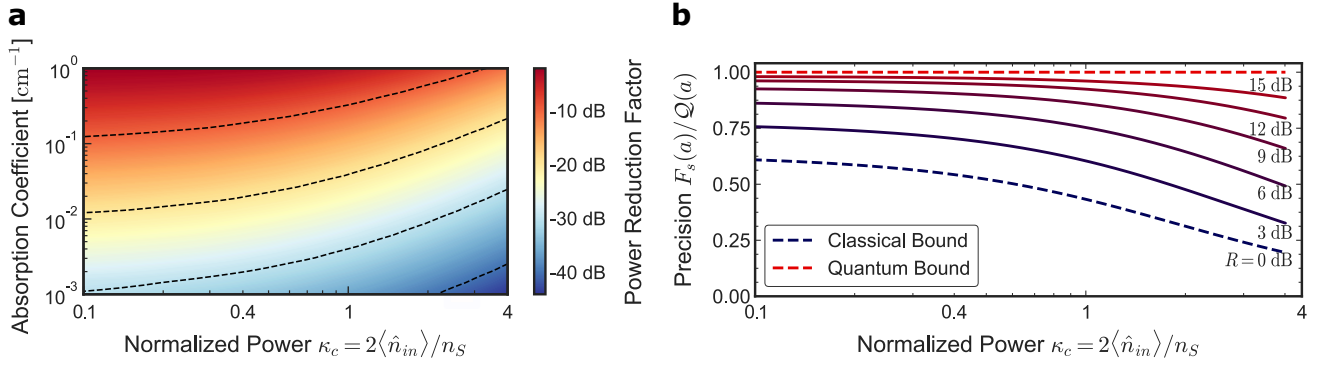 a
Absorption Coefficient [cm⁻¹]
10⁰
10⁻¹
10⁻²
10⁻³
0.1
0.4
1
4
Normalized Power κ_c = 2⟨n̂_in⟩/n_S
-10 dB
-20 dB
-30 dB
-40 dB
Power Reduction Factor
b
Precision F_s(a)/Q(a)
1.00
0.75
0.50
0.25
0.00
15 dB
12 dB
9 dB
6 dB
3 dB
R = 0 dB
Classical Bound
Quantum Bound
0.1
0.4
1
4
Normalized Power κ_c = 2⟨n̂_in⟩/n_S